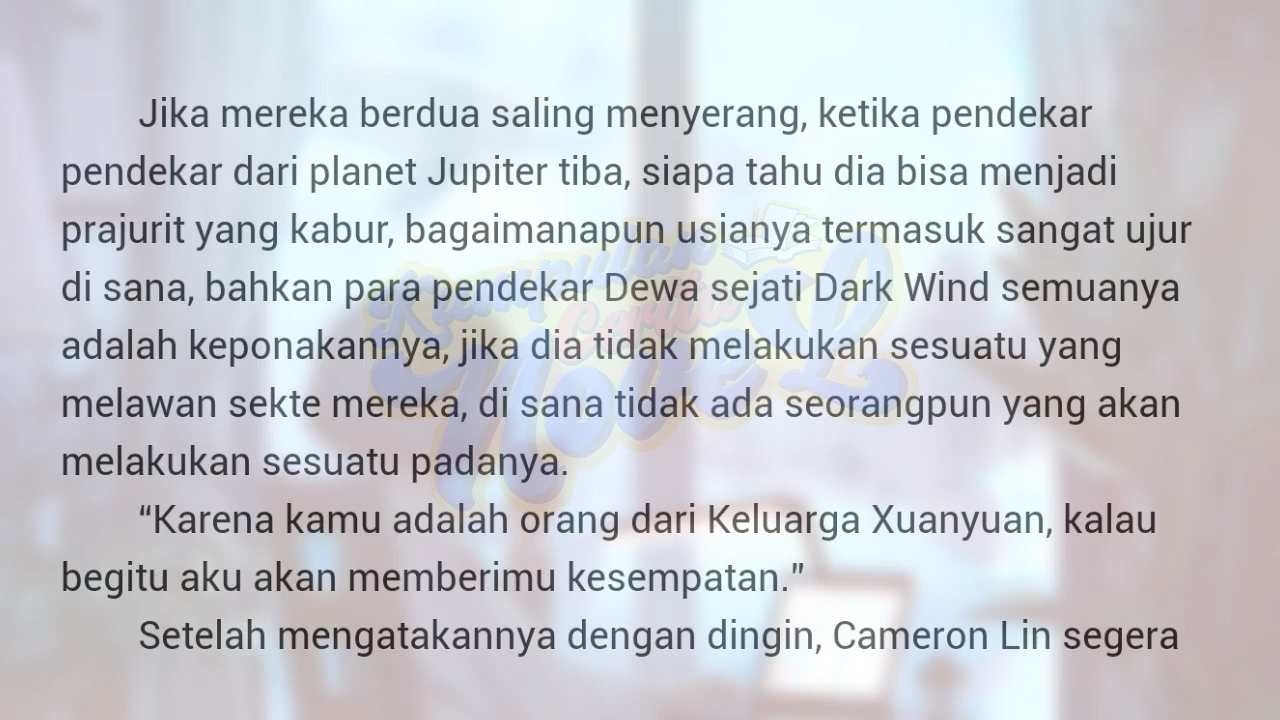 Jika mereka berdua saling menyerang, ketika pendekar
pendekar dari planet Jupiter tiba, siapa tahu dia bisa menjadi
prajurit yang kabur, bagaimanapun usianya termasuk sangat ujur
di sana, bahkan para pendekar Dewa sejati Dark Wind semuanya
adalah keponakannya, jika dia tidak melakukan sesuatu yang
melawan sekte mereka, di sana tidak ada seorangpun yang akan
melakukan sesuatu padanya.
“Karena kamu adalah orang dari Keluarga Xuanyuan, kalau
begitu aku akan memberimu kesempatan.”
Setelah mengatakannya dengan dingin, Cameron Lin segera
Kumpulan
Cerita
Novel